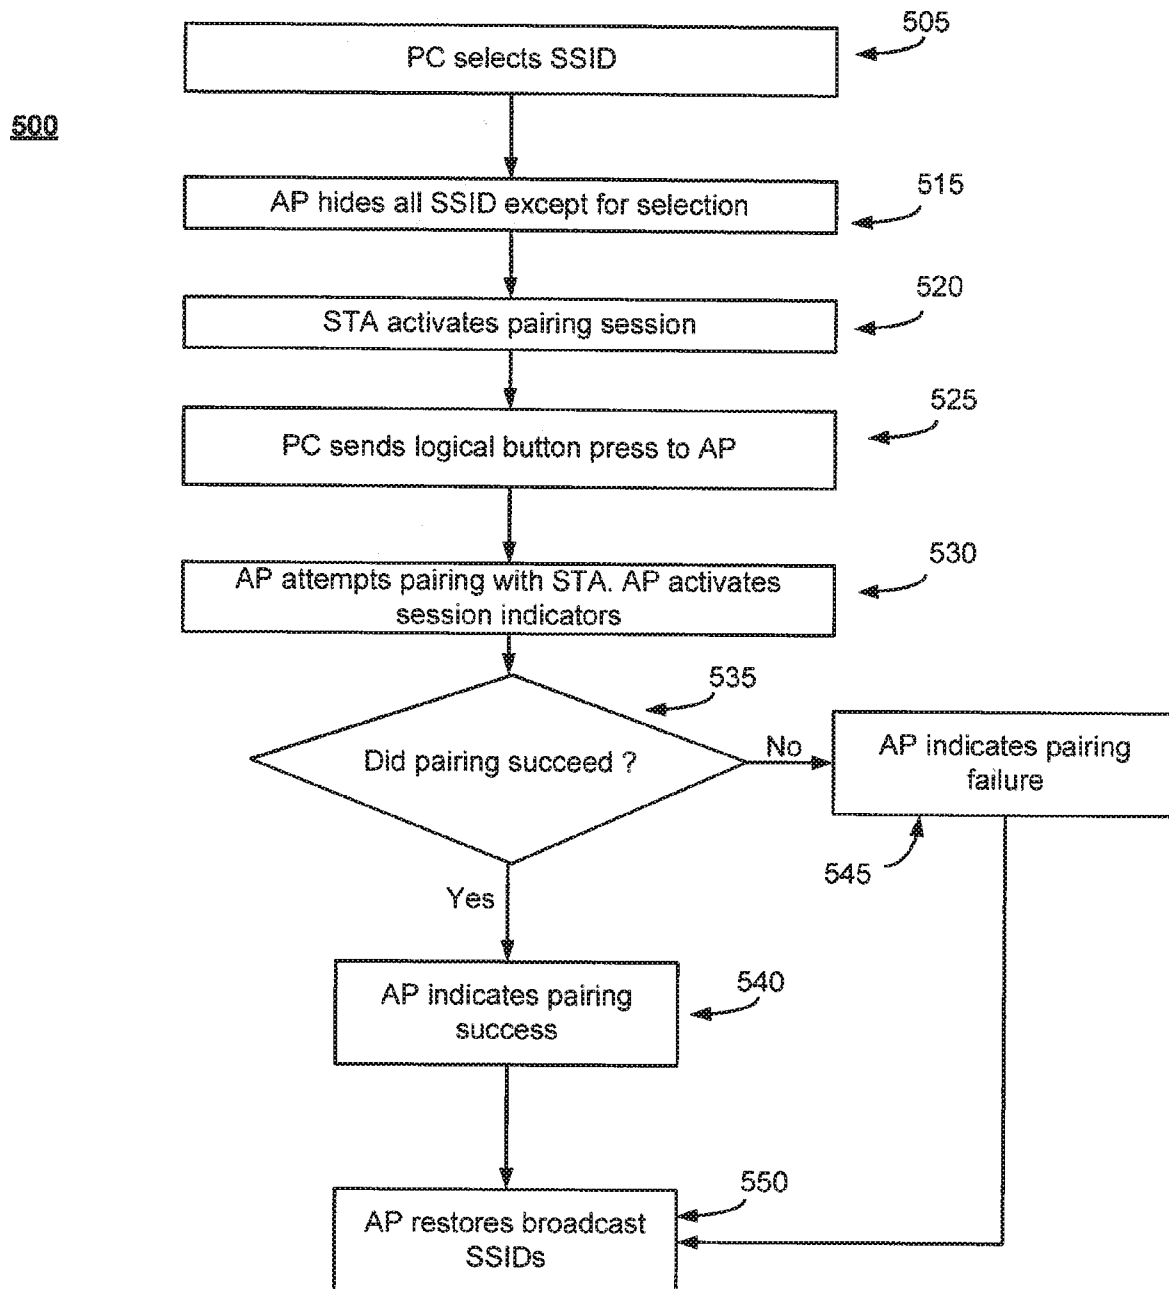 505
PC selects SSID
500
515
AP hides all SSID except for selection
520
STA activates pairing session
525
PC sends logical button press to AP
530
AP attempts pairing with STA. AP activates
session indicators
535
Did pairing succeed ?
No
AP indicates pairing
failure
545
Yes
540
AP indicates pairing
success
550
AP restores broadcast
SSIDs